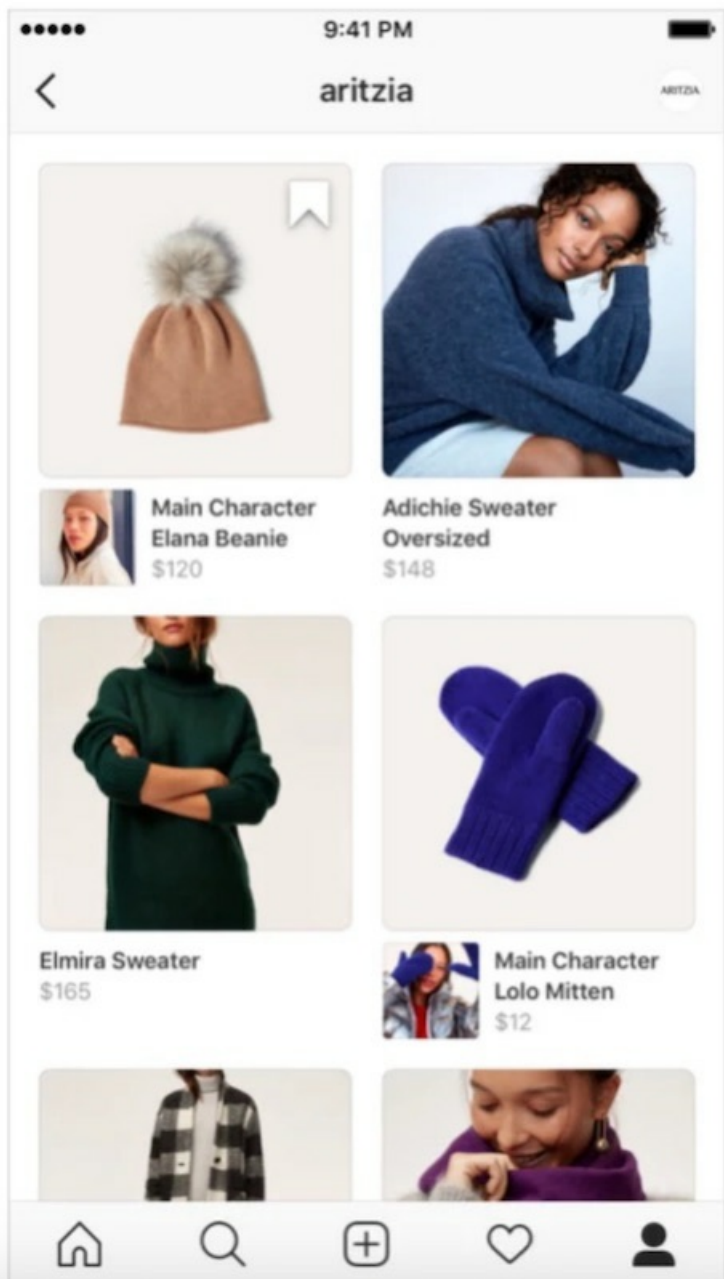 9:41 PM
aritzia
ARITZIA
Main Character
Elana Beanie
$120
Adichie Sweater
Oversized
$148
Elmira Sweater
$165
Main Character
Lolo Mitten
$12